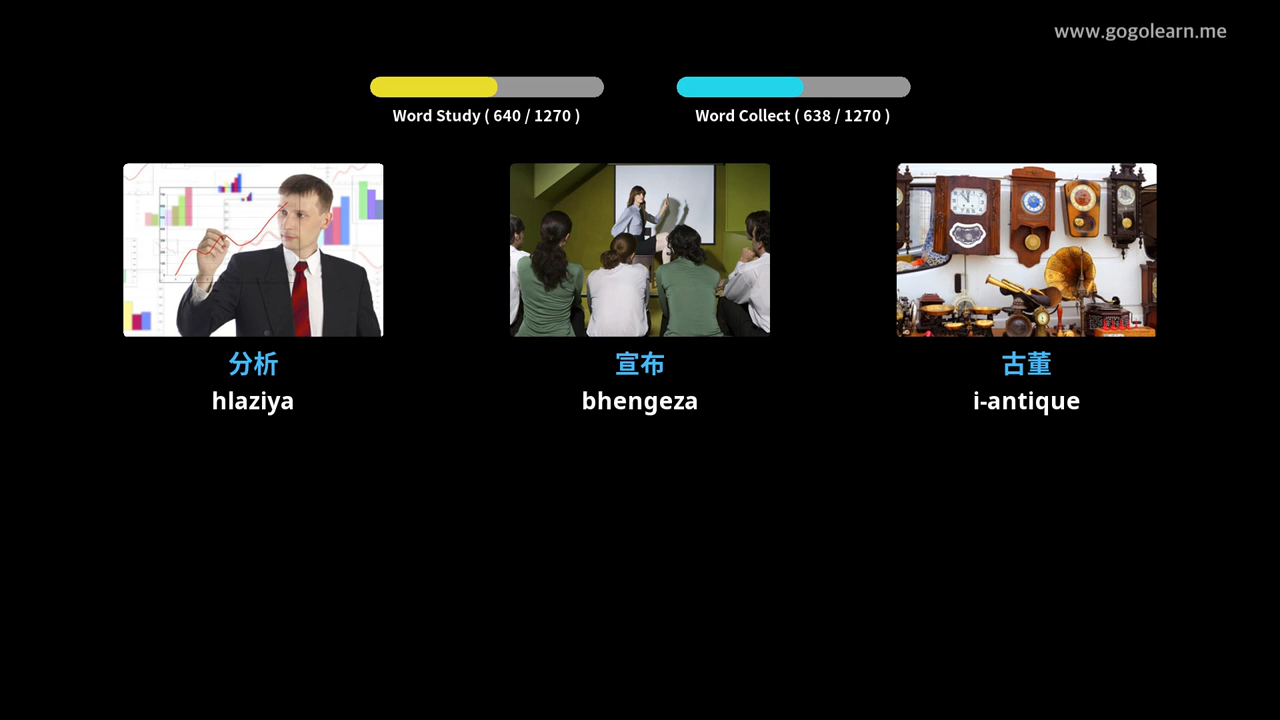 www.gogolearn.me
Word Study ( 640 / 1270 )
Word Collect ( 638 / 1270 )
分析
宣布
古董
hlaziya
bhengeza
i-antique